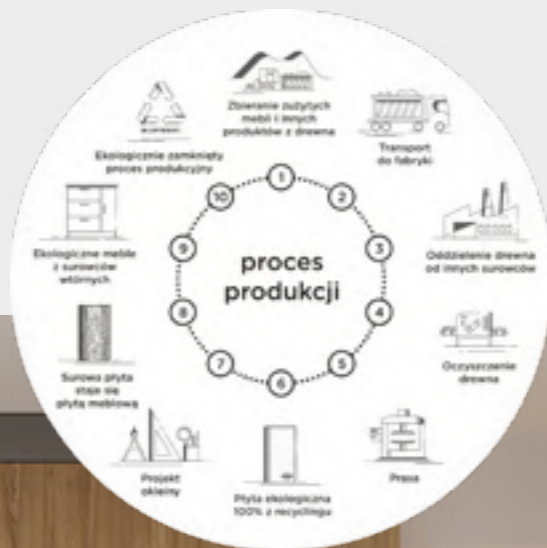 Zbieranie zużytych
mebli i innych
produktów z drewna
Transport
do fabryki
Oddzielenie drewna
od innych surowców
Oczyszczenie
drewna
Prasa
Płyta ekologiczna
100% z recyclingu
Projekt
okleiny
Surowa płyta
staje się
płytą meblową
Ekologiczne meble
z surowców
wtórnych
Ekologicznie zamknięty
proces produkcyjny
1
2
3
4
5
6
7
8
9
10
proces
produkcji